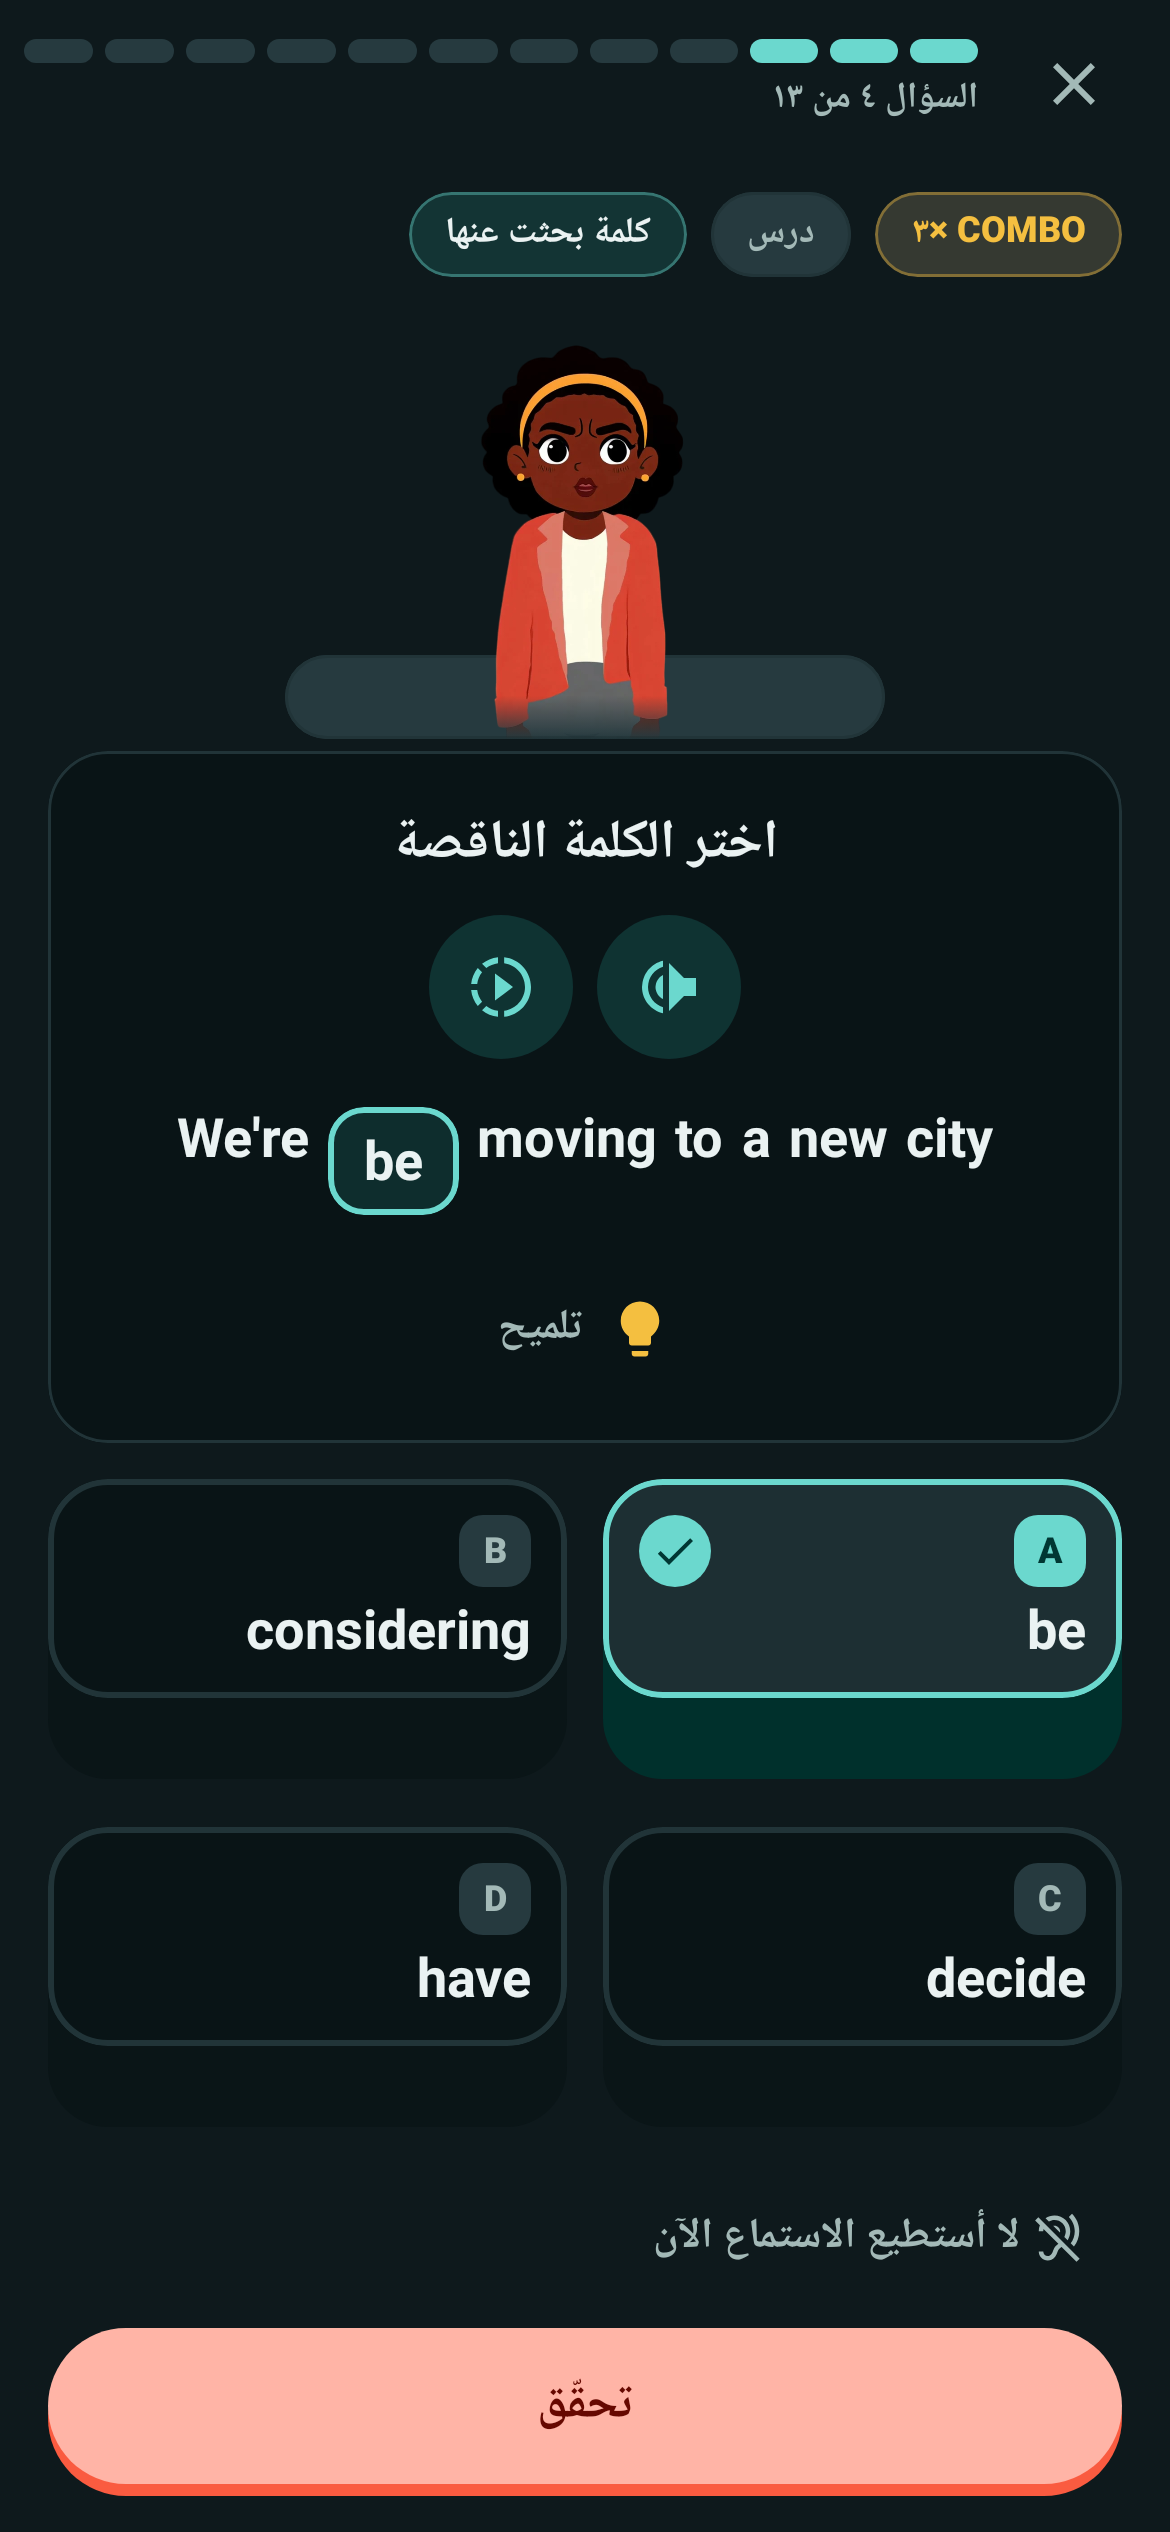 السؤال ٤ من ١٣
COMBO ×٣
درس
كلمة بحثت عنها
اختر الكلمة الناقصة
We're be moving to a new city
تلميح
A
be
B
considering
C
decide
D
have
لا أستطيع الاستماع الآن
تحقّق